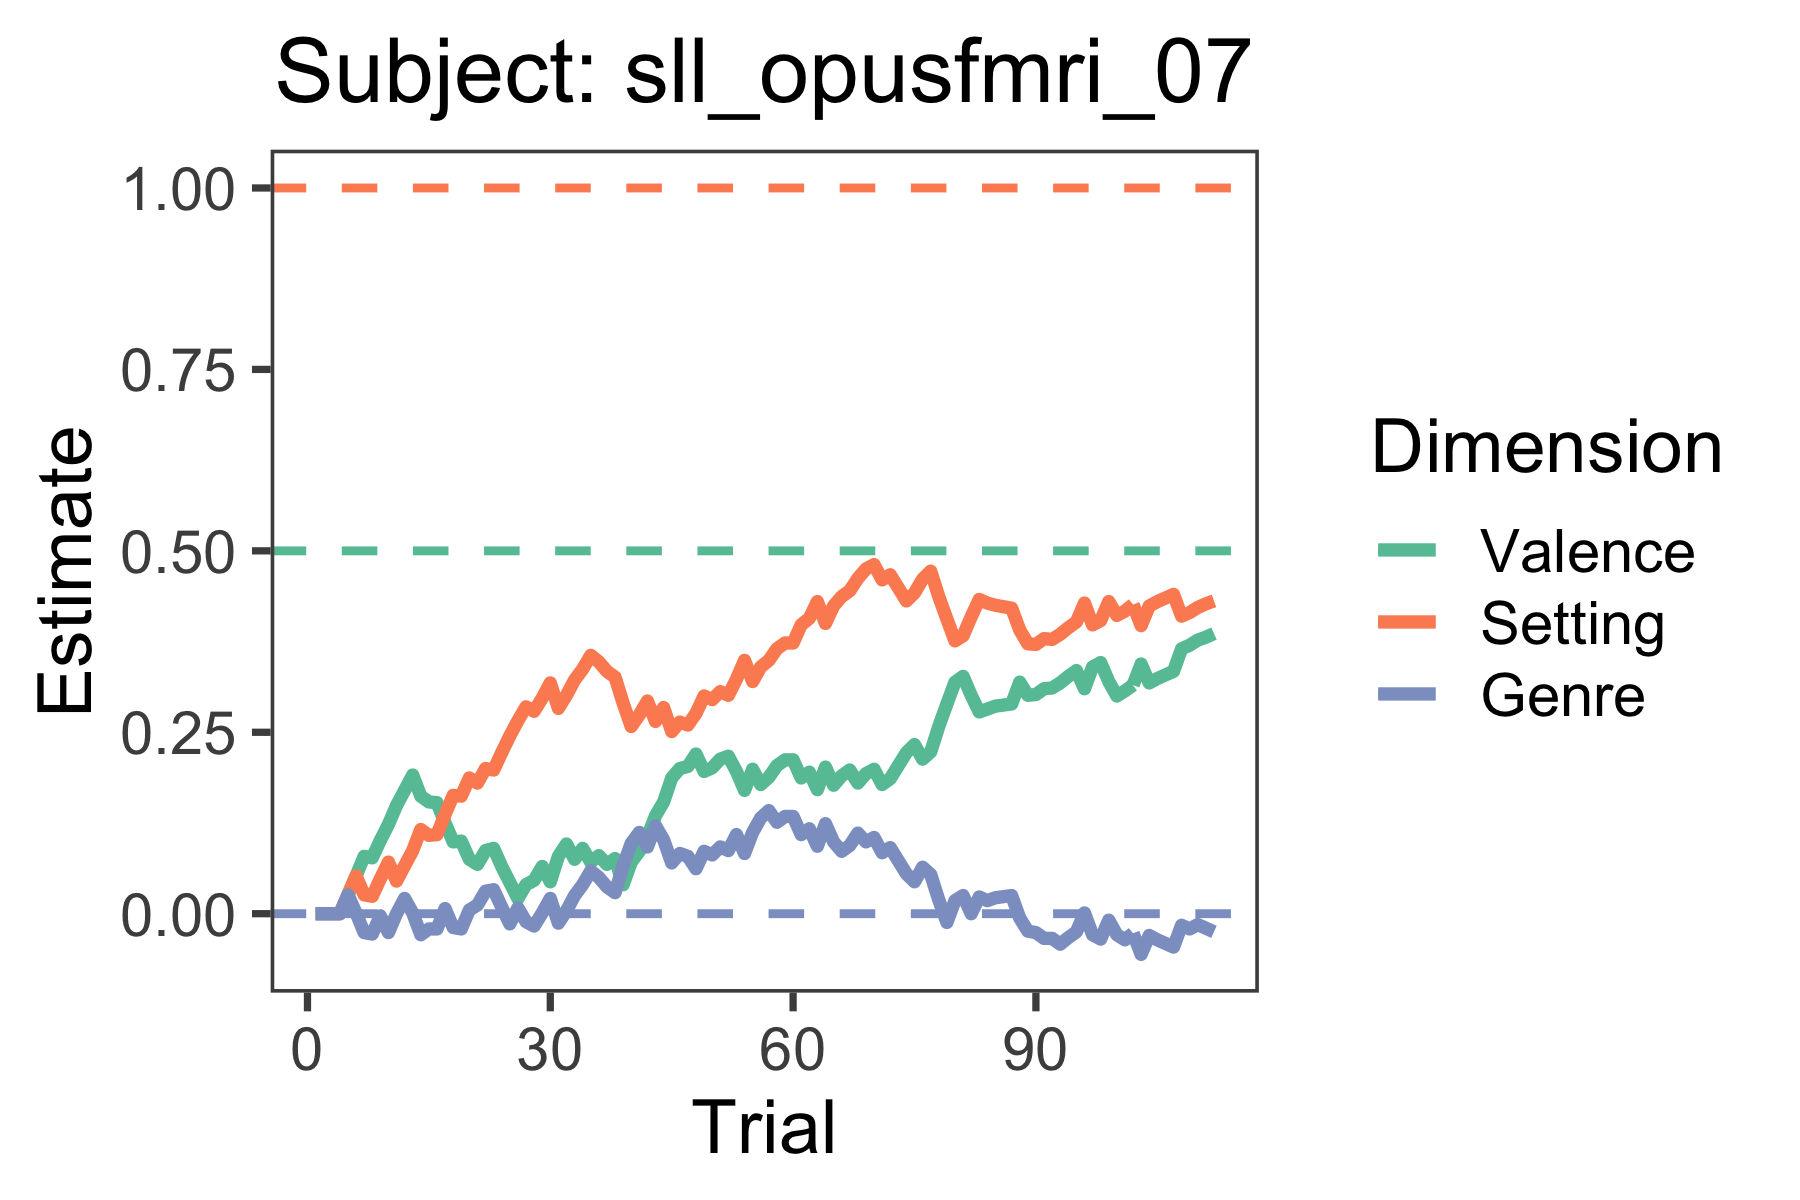 Subject: sll_opusfmri_07
1.00
0.75
0.50
0.25
0.00
Estimate
0 30 60 90
Trial
Dimension
Valence
Setting
Genre